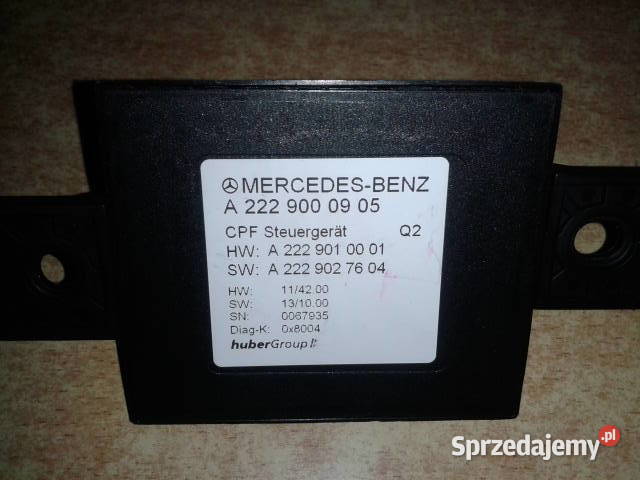 MERCEDES-BENZ
A 222 900 09 05
CPF Steuergerät Q2
HW: A 222 901 00 01
SW: A 222 902 76 04
HW: 11/42.00
SW: 13/10.00
SN: 0067935
Diag-K: 0x8004
huberGroup
Sprzedajemy.pl